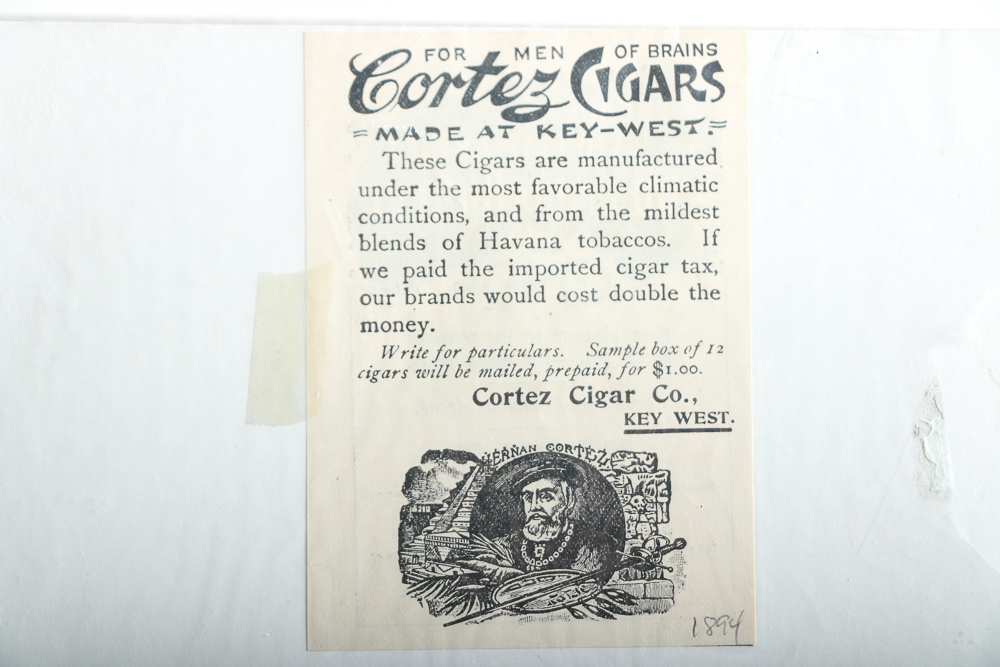 FOR MEN OF BRAINS
Cortez CIGARS
=MADE AT KEY-WEST.=
These Cigars are manufactured
under the most favorable climatic
conditions, and from the mildest
blends of Havana tobaccos. If
we paid the imported cigar tax,
our brands would cost double the
money.
Write for particulars. Sample box of 12
cigars will be mailed, prepaid, for $1.00.
Cortez Cigar Co.,
KEY WEST.
HERNAN CORTEZ
1894